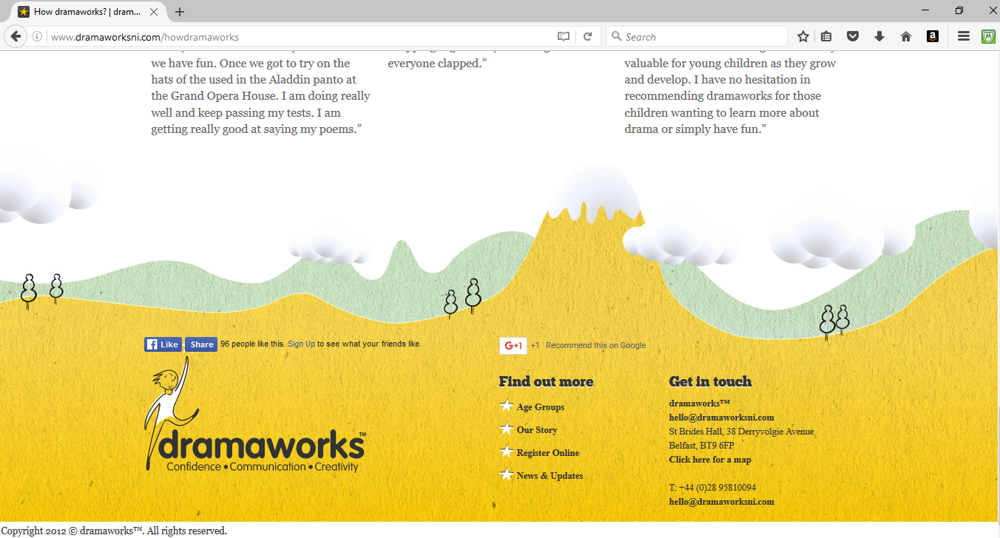 How dramaworks? | dram...
www.dramaworksni.com/howdramaworks
Search
we have fun. Once we got to try on the
hats of the used in the Aladdin panto at
the Grand Opera House. I am doing really
well and keep passing my tests. I am
getting really good at saying my poems.”
everyone clapped.”
valuable for young children as they grow
and develop. I have no hesitation in
recommending dramaworks for those
children wanting to learn more about
drama or simply have fun.”
Like Share 96 people like this. Sign Up to see what your friends like.
G+1 +1 Recommend this on Google
dramaworks™
Confidence • Communication • Creativity
Find out more
Age Groups
Our Story
Register Online
News & Updates
Get in touch
dramaworks™
hello@dramaworksni.com
St Brides Hall, 38 Derryvolgie Avenue
Belfast, BT9 6FP
Click here for a map
T: +44 (0)28 95810094
hello@dramaworksni.com
Copyright 2012 © dramaworks™. All rights reserved.